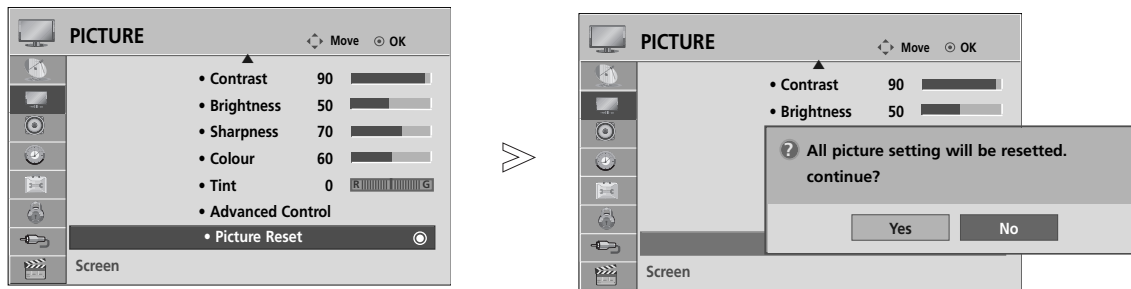 PICTURE Move OK
• Contrast 90
• Brightness 50
• Sharpness 70
• Colour 60
• Tint 0 R G
• Advanced Control
• Picture Reset
Screen
PICTURE Move OK
• Contrast 90
• Brightness 50
? All picture setting will be resetted.
continue?
Yes No
Screen